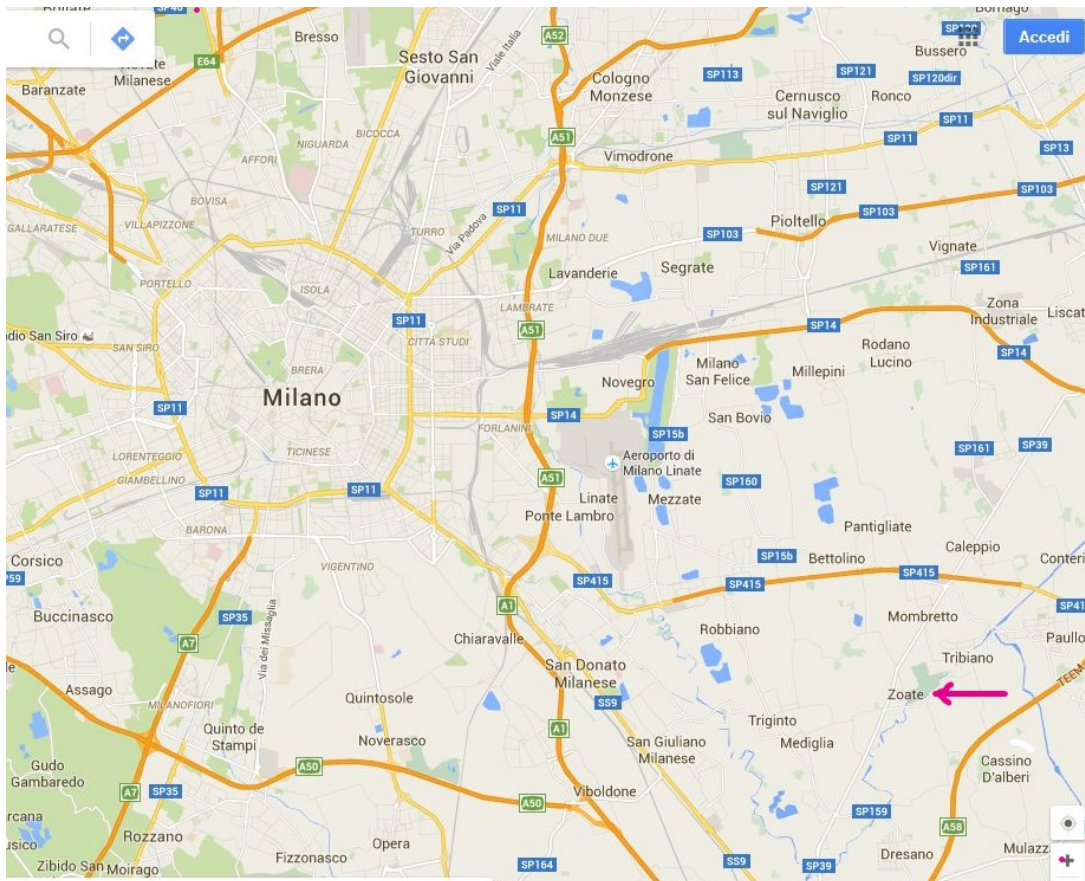 SP46
Bresso
A52
Bornago
SP120
Accedi
E64
Sesto San
Giovanni
Viale Italia
Bussero
Milanese
Baranzate
Cologno
Monzese
SP113
SP121
SP120dir
Cernusco
sul Naviglio
Ronco
SP11
BICOCCA
NIGUARDA
AFFORI
A51
SP11
SP13
Vimodrone
BOVISA
SP121
SP103
VILLAPIZZONE
GALLARATESE
TURRO
Via Padova
SP11
MILANO DUE
SP103
Pioltello
SP103
Vignate
Lavanderie
Segrate
SP161
PORTELLO
ISOLA
LAMBRATE
Zona
Industriale
SP11
A51
SP14
dio San Siro
SAN SIRO
CITTÀ STUDI
Rodano
Lucino
SP14
BRERA
Milano
San Felice
Millepini
Novegro
Milano
SP11
SP14
San Bovio
FORLANINI
SP15b
SP39
LORENTEGGIO
TICINESE
Aeroporto di
Milano Linate
SP161
GIAMBELLINO
A51
SP160
SP11
SP11
Linate
Mezzate
Ponte Lambro
BARONA
Pantigliate
Corsico
VIGENTINO
SP15b
Bettolino
Caleppio
SP415
SP415
SP415
A1
Buccinasco
SP35
Via dei Missaglia
Mombretto
A7
Chiaravalle
Robbiano
Paullo
San Donato
Milanese
Tribiano
Assago
Quintosole
Zoate
MILANOFIORI
SS9
Quinto de
Stampi
Noverasco
Triginto
San Giuliano
Milanese
A1
Mediglia
Cassino
D'alberi
Gudo
Gambaredo
A50
A7
SP35
A50
Viboldone
SP159
A58
Rozzano
Opera
Dresano
Zibido San
Moirago
Fizzonasco
SP164
SS9
SP39